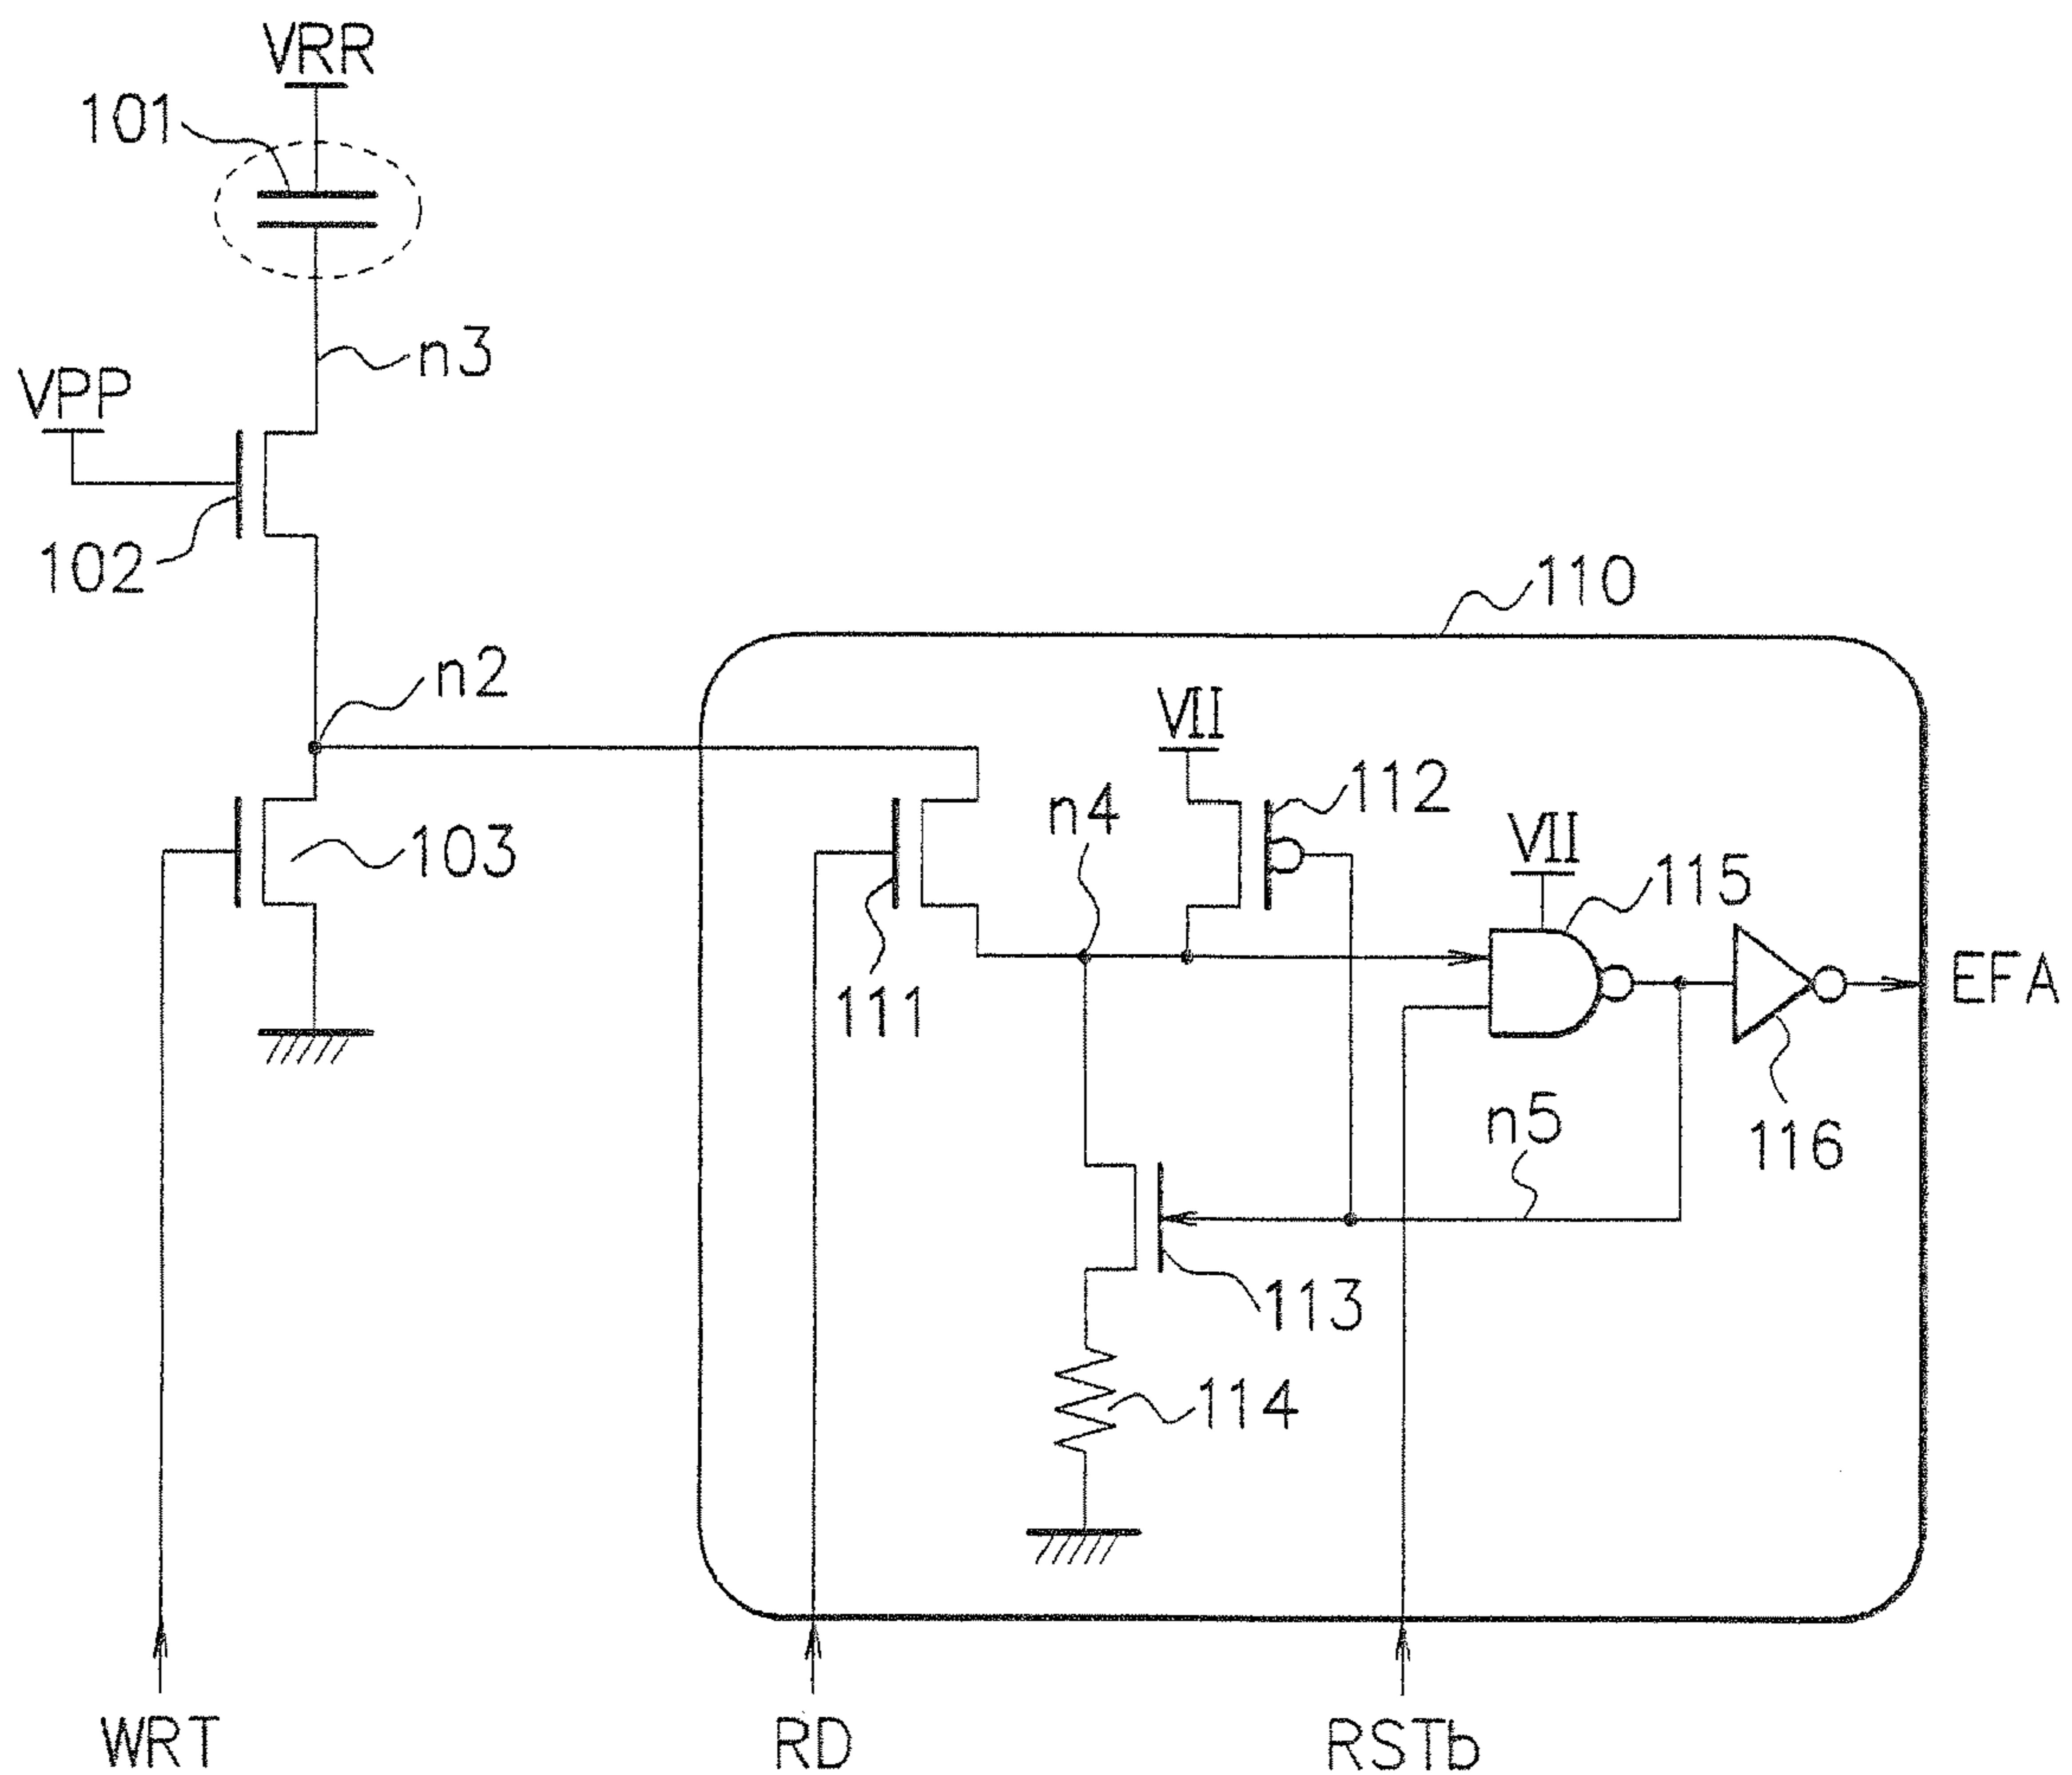 VRR
101
n3
VPP
102
110
n2
VII
112
n4
103
VII
115
111
EFA
n5
116
113
114
WRT
RD
RSTb